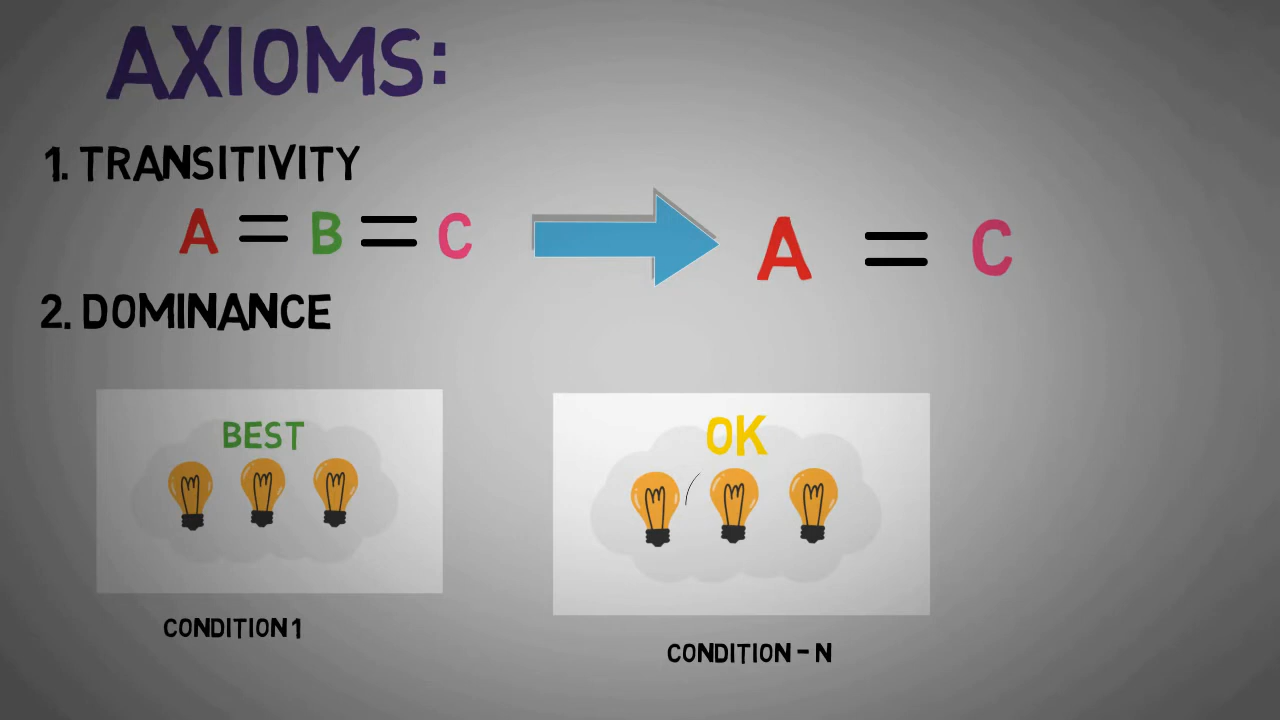 AXIOMS:
1. TRANSITIVITY
A = B = C A = C
2. DOMINANCE
BEST
OK
CONDITION 1
CONDITION - N